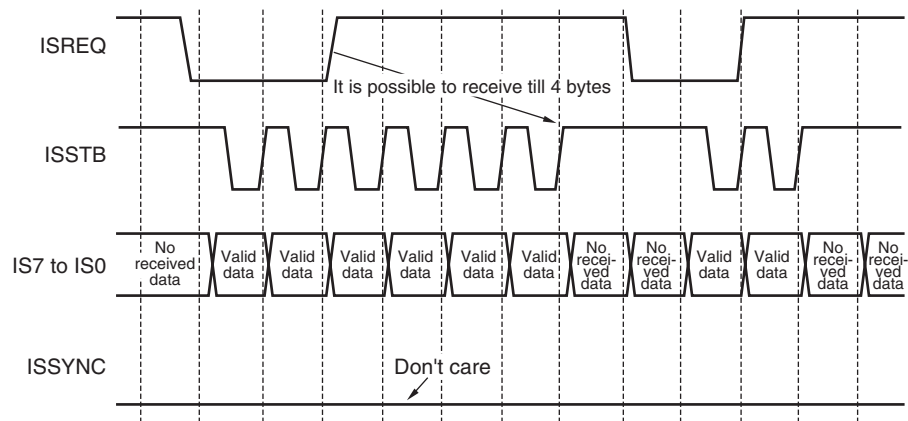 ISREQ
It is possible to receive till 4 bytes
ISSTB
IS7 to IS0
No
received
data
Valid
data
Valid
data
Valid
data
Valid
data
Valid
data
Valid
data
No
recei-
ved
data
No
recei-
ved
data
Valid
data
Valid
data
No
recei-
ved
data
No
recei-
ved
data
ISSYNC
Don't care